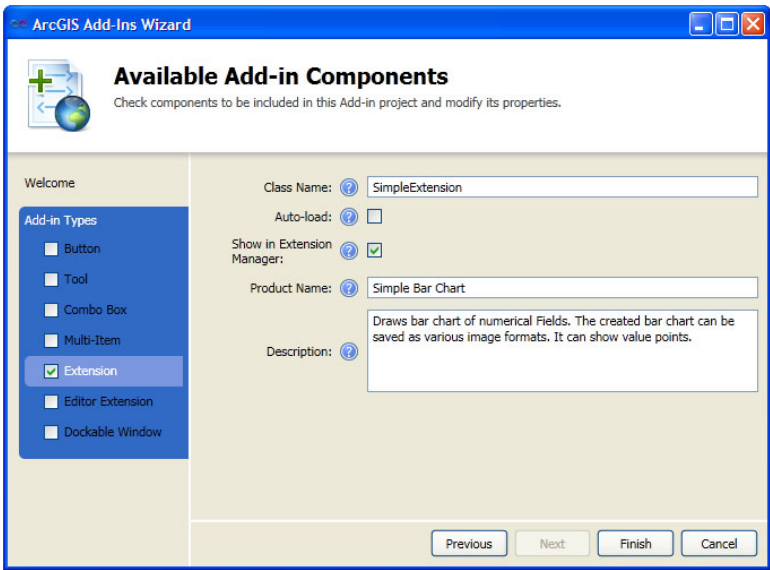 ArcGIS Add-Ins Wizard
Available Add-in Components
Check components to be included in this Add-in project and modify its properties.
Welcome
Add-in Types
Button
Tool
Combo Box
Multi-Item
Extension
Editor Extension
Dockable Window
Class Name: ? SimpleExtension
Auto-load: ?
Show in Extension
Manager: ?
Product Name: ? Simple Bar Chart
Description: ?
Draws bar chart of numerical Fields. The created bar chart can be
saved as various image formats. It can show value points.
Previous Next Finish Cancel